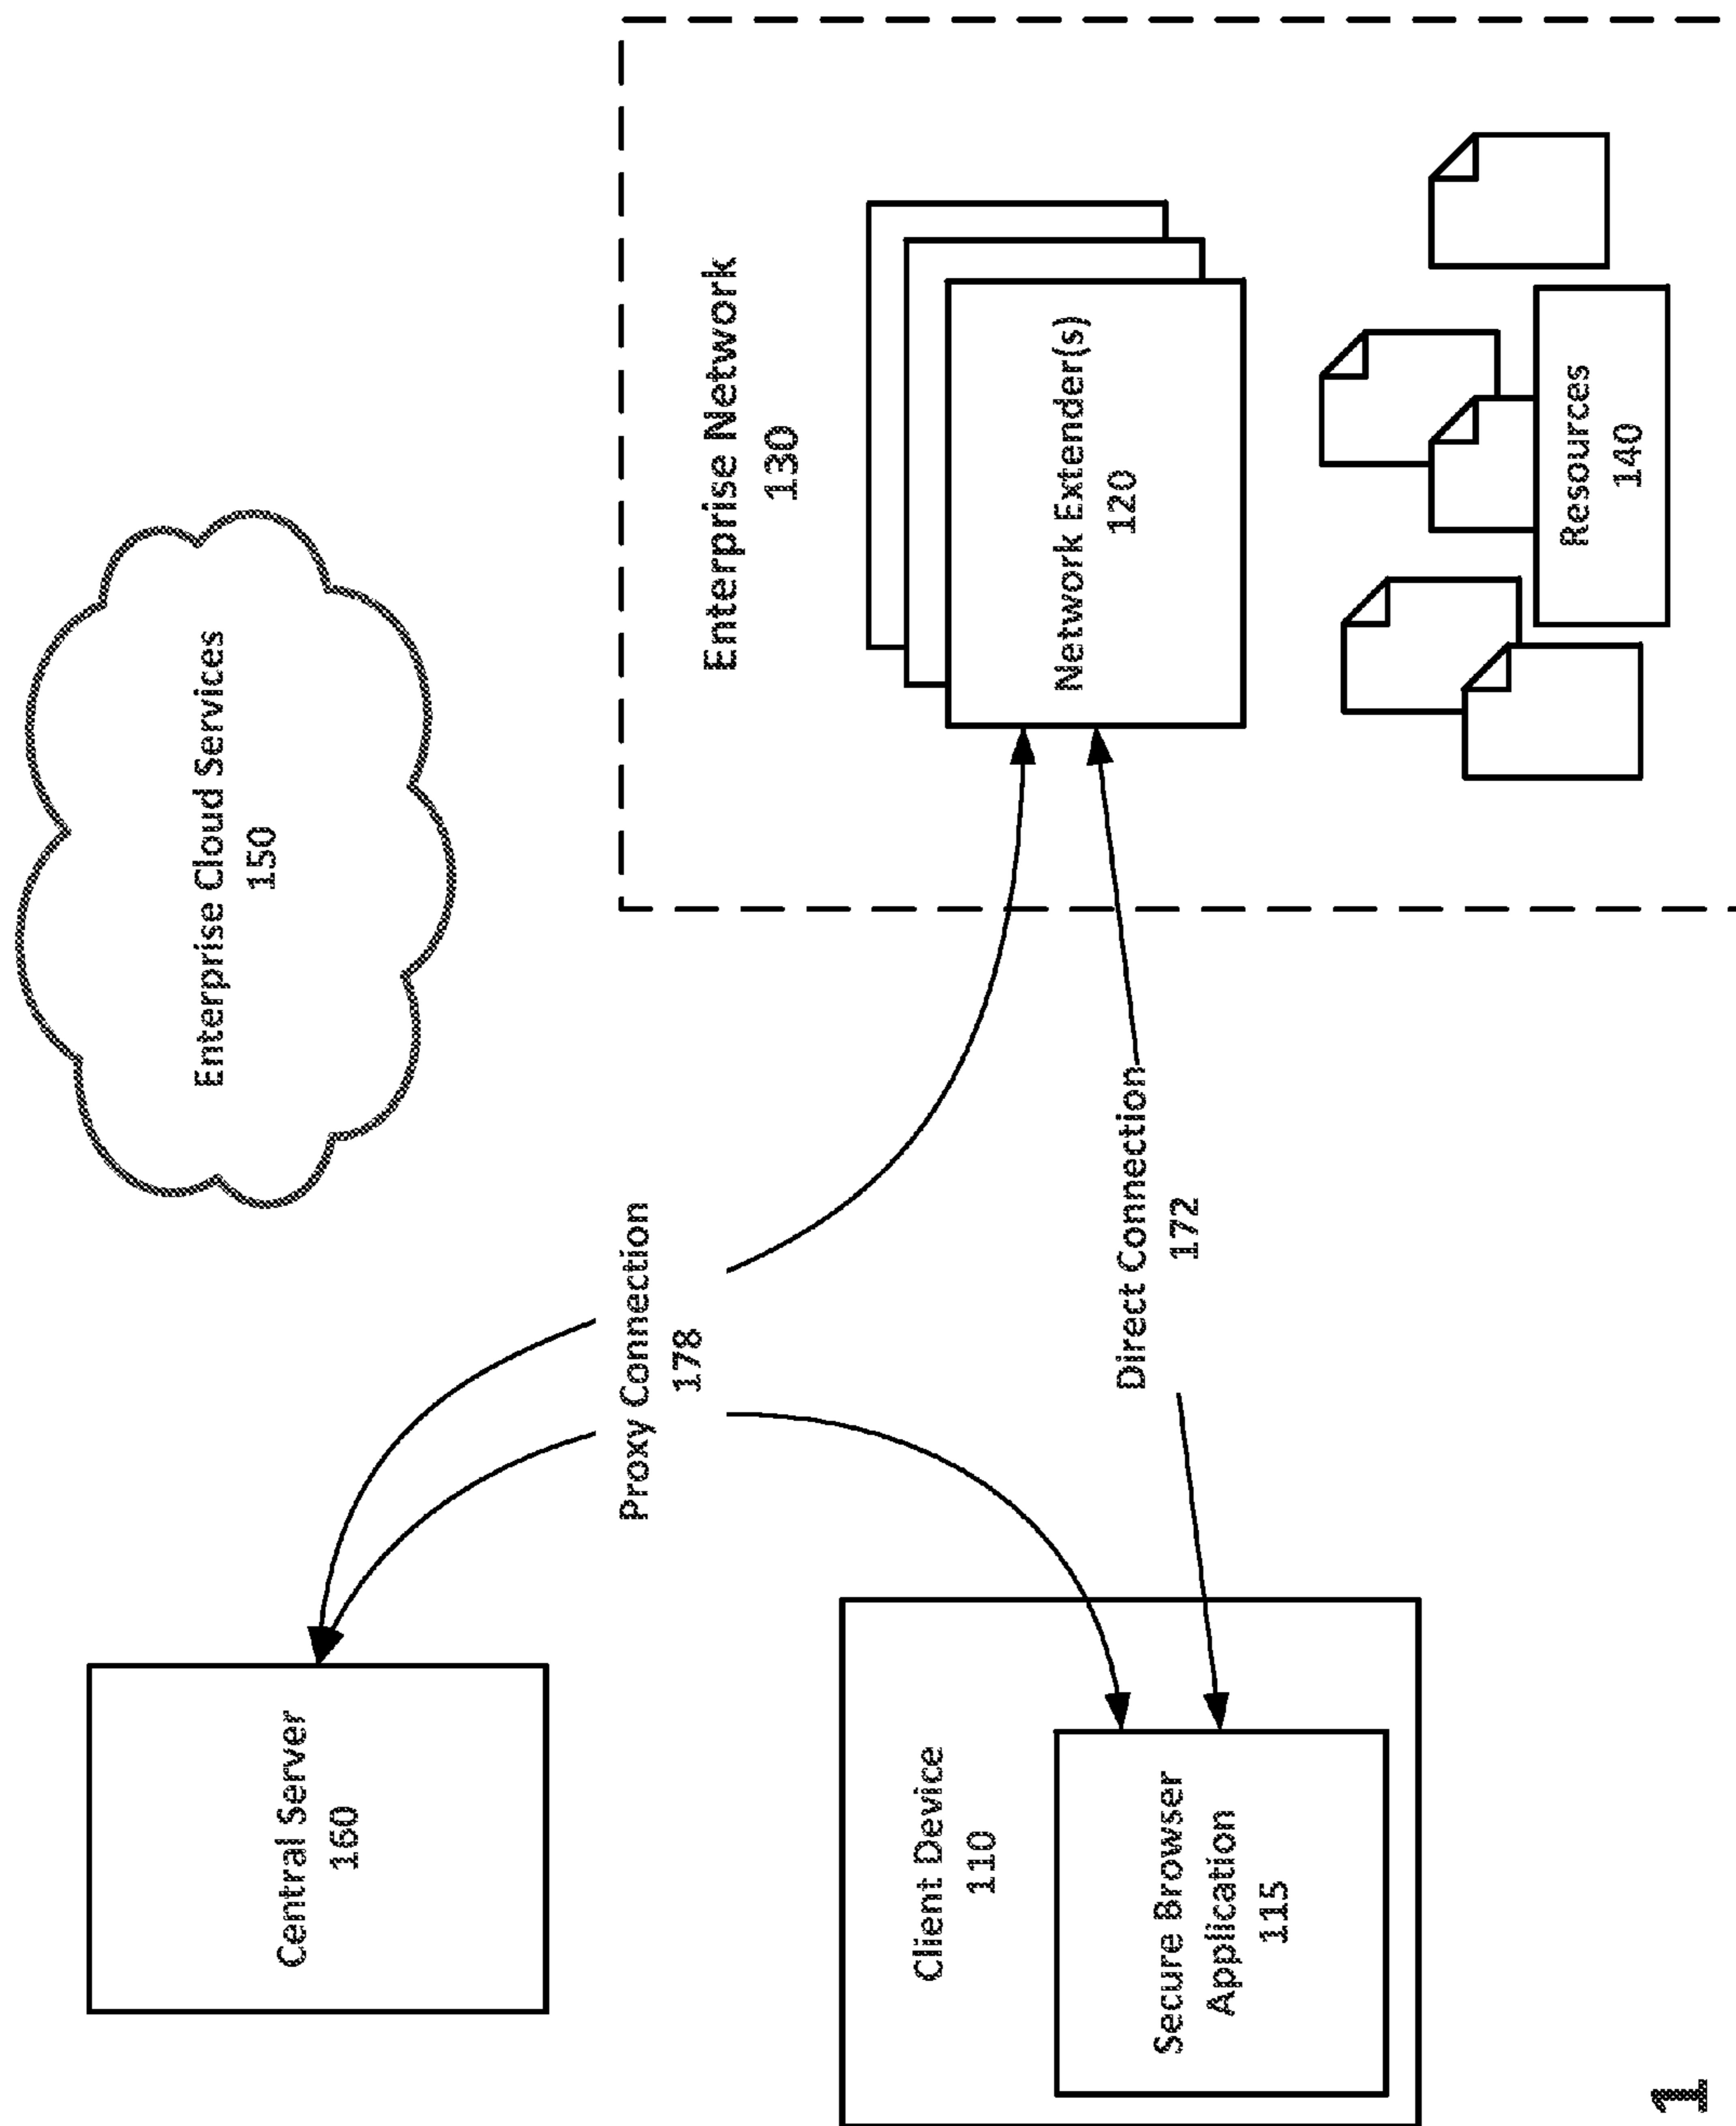 Central Server
160
Enterprise Cloud Services
150
Proxy Connection
178
Enterprise Network
130
Client Device
110
Secure Browser
Application
115
Direct Connection
172
Network Extender(s)
120
Resources
140
1